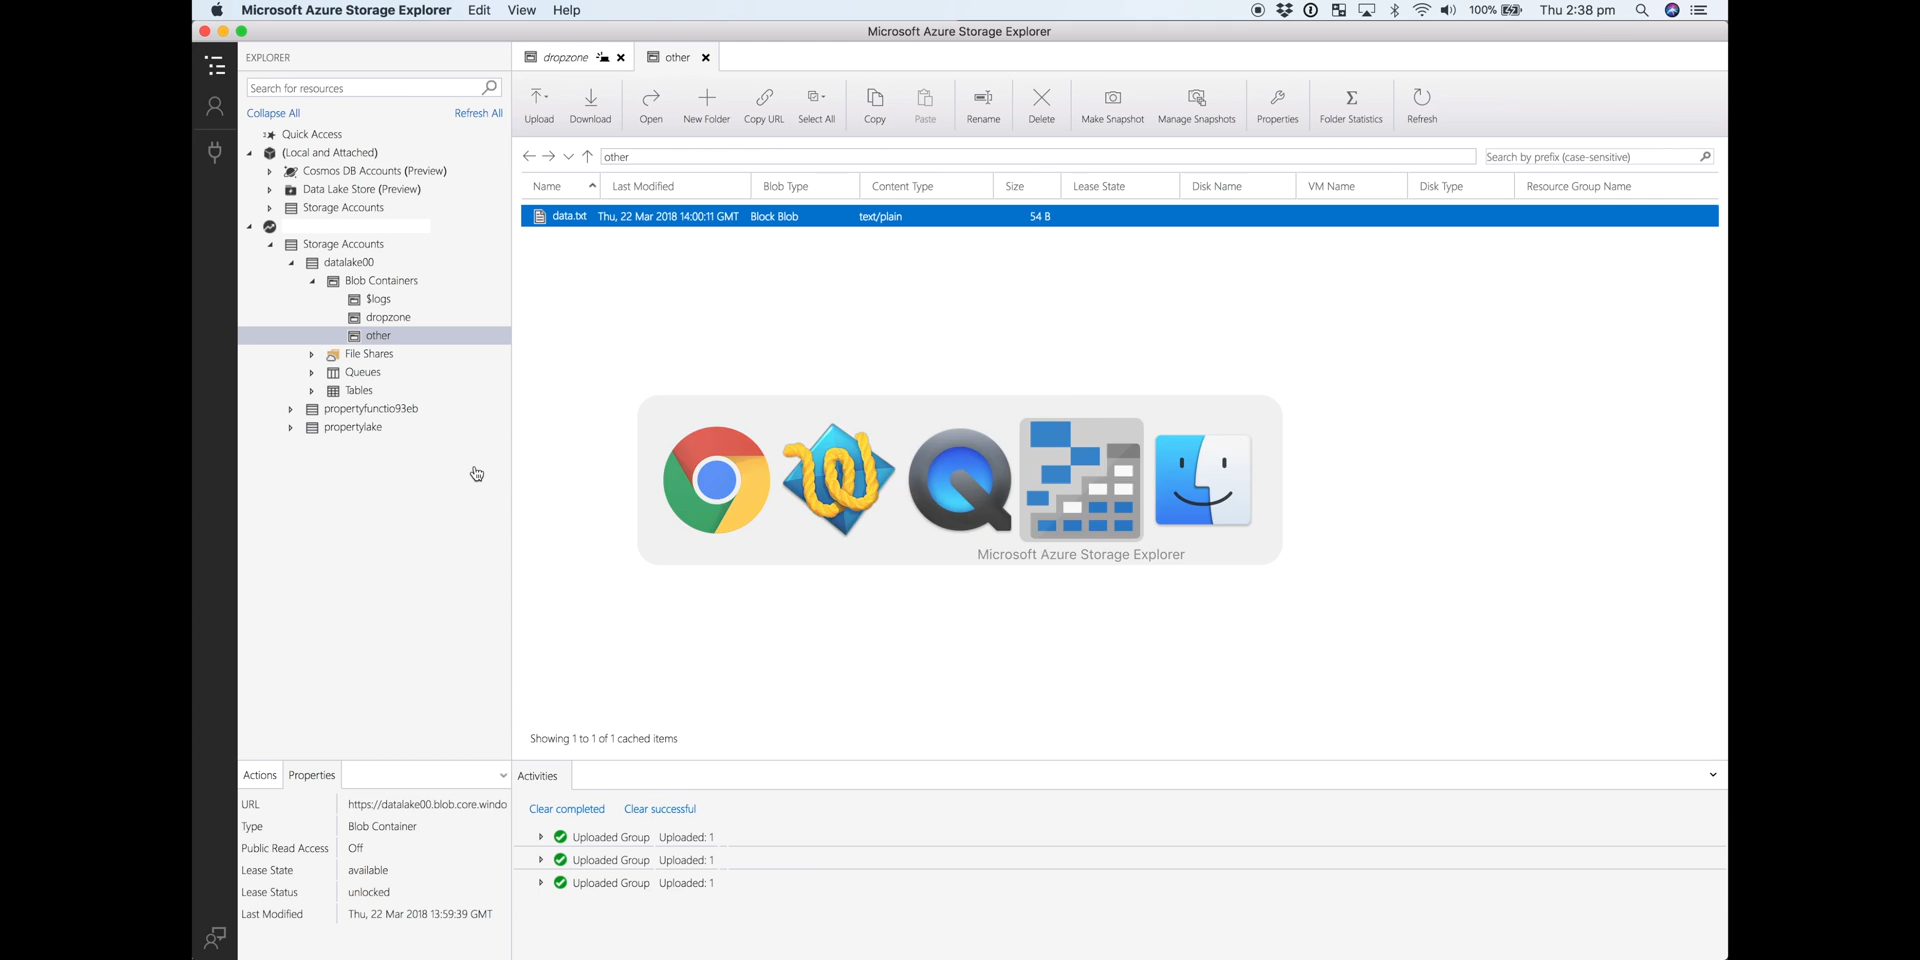 Microsoft Azure Storage Explorer Edit View Help
100% Thu 2:38 pm
Microsoft Azure Storage Explorer
EXPLORER
Search for resources
Collapse All Refresh All
Quick Access
(Local and Attached)
Cosmos DB Accounts (Preview)
Data Lake Store (Preview)
Storage Accounts
Storage Accounts
datalake00
Blob Containers
$logs
dropzone
other
File Shares
Queues
Tables
propertyfunctio93eb
propertylake
dropzone other
Upload Download Open New Folder Copy URL Select All Copy Paste Rename Delete Make Snapshot Manage Snapshots Properties Folder Statistics Refresh
other Search by prefix (case-sensitive)
Name Last Modified Blob Type Content Type Size Lease State Disk Name VM Name Disk Type Resource Group Name
data.txt Thu, 22 Mar 2018 14:00:11 GMT Block Blob text/plain 54 B
Microsoft Azure Storage Explorer
Showing 1 to 1 of 1 cached items
Actions Properties
URL https://datalake00.blob.core.windo
Type Blob Container
Public Read Access Off
Lease State available
Lease Status unlocked
Last Modified Thu, 22 Mar 2018 13:59:39 GMT
Activities
Clear completed Clear successful
Uploaded Group Uploaded: 1
Uploaded Group Uploaded: 1
Uploaded Group Uploaded: 1